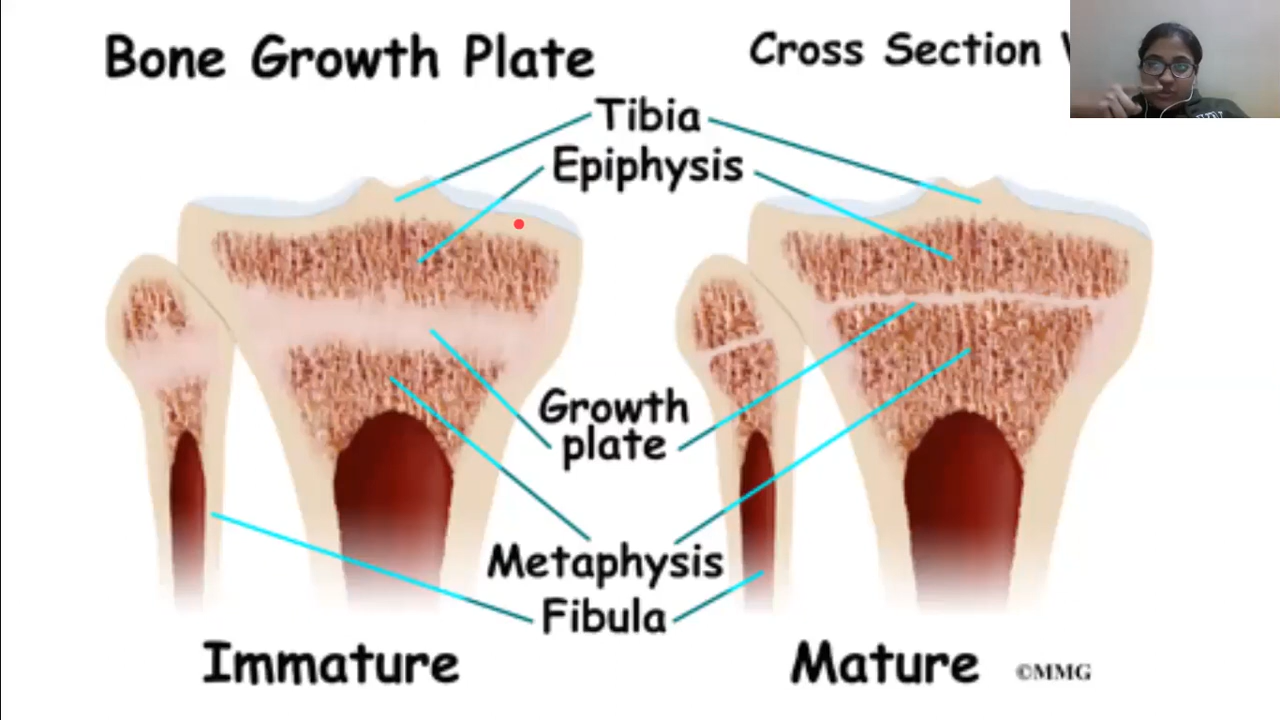 Bone Growth Plate
Cross Section
Tibia
Epiphysis
Growth
plate
Metaphysis
Fibula
Immature
Mature
©MMG